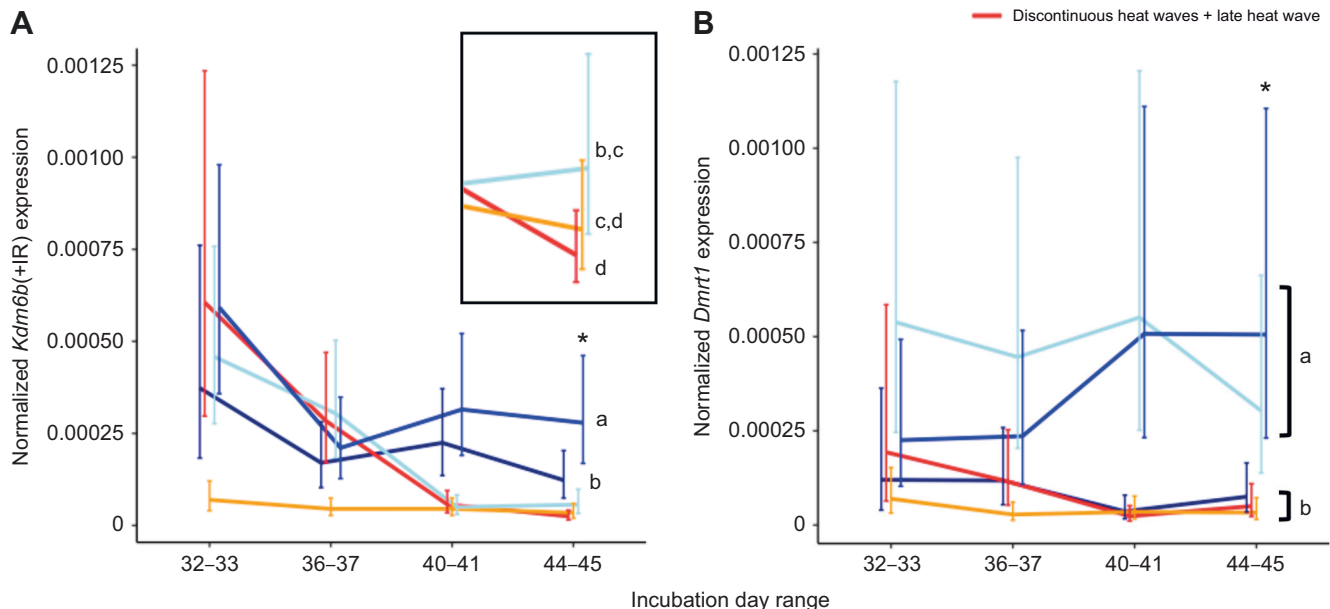 A
Normalized Kdm6b(+IR) expression
0.00125
0.00100
0.00075
0.00050
0.00025
0
b,c
c,d
d
*
a
b
32–33
36–37
40–41
44–45
B
Discontinuous heat waves + late heat wave
Normalized Dmrt1 expression
0.00125
0.00100
0.00075
0.00050
0.00025
0
*
a
b
32–33
36–37
40–41
44–45
Incubation day range